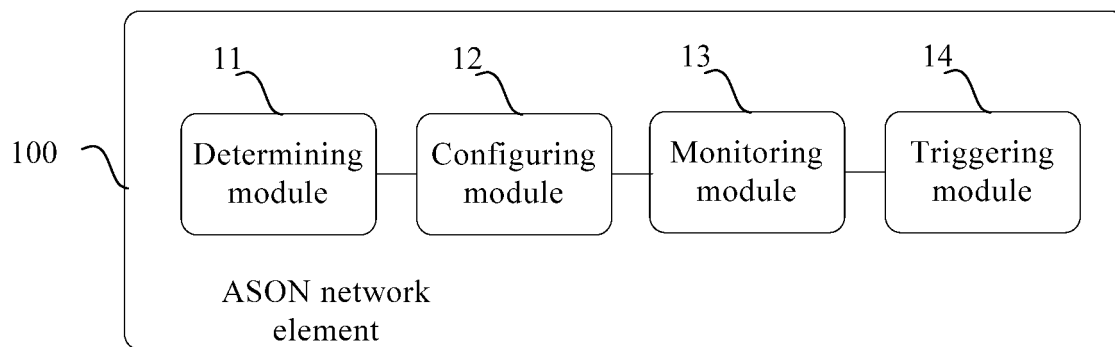 11
12
13
14
100
Determining
module
Configuring
module
Monitoring
module
Triggering
module
ASON network
element